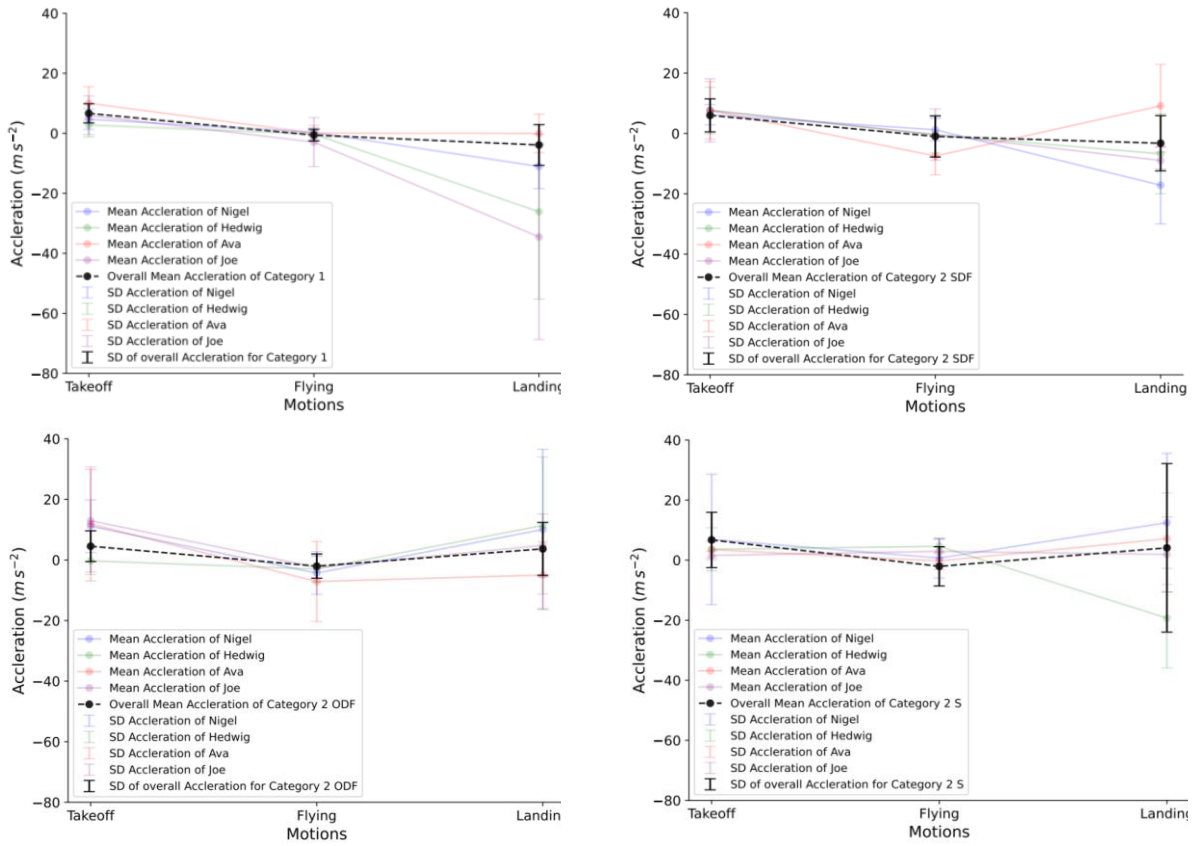 Accleration (m s⁻²)
40
20
0
−20
−40
−60
−80
Mean Accleration of Nigel
Mean Accleration of Hedwig
Mean Accleration of Ava
Mean Accleration of Joe
Overall Mean Accleration of Category 1
SD Accleration of Nigel
SD Accleration of Hedwig
SD Accleration of Ava
SD Accleration of Joe
SD of overall Accleration for Category 1
Takeoff Flying Landing
Motions
Accleration (m s⁻²)
40
20
0
−20
−40
−60
−80
Mean Accleration of Nigel
Mean Accleration of Hedwig
Mean Accleration of Ava
Mean Accleration of Joe
Overall Mean Accleration of Category 2 SDF
SD Accleration of Nigel
SD Accleration of Hedwig
SD Accleration of Ava
SD Accleration of Joe
SD of overall Accleration for Category 2 SDF
Takeoff Flying Landing
Motions
Accleration (m s⁻²)
40
20
0
−20
−40
−60
−80
Mean Accleration of Nigel
Mean Accleration of Hedwig
Mean Accleration of Ava
Mean Accleration of Joe
Overall Mean Accleration of Category 2 ODF
SD Accleration of Nigel
SD Accleration of Hedwig
SD Accleration of Ava
SD Accleration of Joe
SD of overall Accleration for Category 2 ODF
Takeoff Flying Landin
Motions
Accleration (m s⁻²)
40
20
0
−20
−40
−60
−80
Mean Accleration of Nigel
Mean Accleration of Hedwig
Mean Accleration of Ava
Mean Accleration of Joe
Overall Mean Accleration of Category 2 S
SD Accleration of Nigel
SD Accleration of Hedwig
SD Accleration of Ava
SD Accleration of Joe
SD of overall Accleration for Category 2 S
Takeoff Flying Landing
Motions